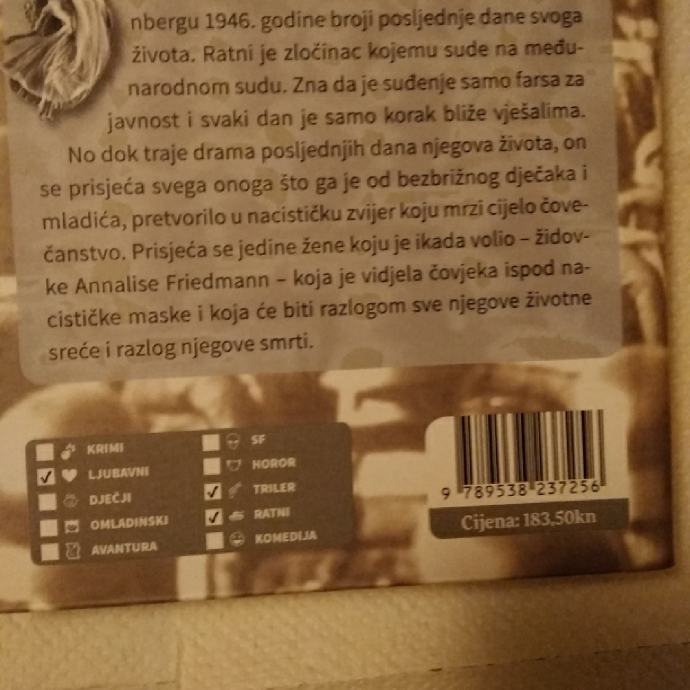 nbergu 1946. godine broji posljednje dane svoga
života. Ratni je zločinac kojemu sude na među-
narodnom sudu. Zna da je suđenje samo farsa za
javnost i svaki dan je samo korak bliže vješalima.
No dok traje drama posljednjih dana njegova života, on
se prisjeća svega onoga što ga je od bezbrižnog dječaka i
mladića, pretvorilo u nacističku zvijer koju mrzi cijelo čove-
čanstvo. Prisjeća se jedine žene koju je ikada volio – židov-
ke Annalise Friedmann – koja je vidjela čovjeka ispod na-
cističke maske i koja će biti razlogom sve njegove životne
sreće i razlog njegove smrti.
KRIMI
LJUBAVNI
DJEČJI
OMLADINSKI
AVANTURA
SF
HOROR
TRILER
RATNI
KOMEDIJA
9 789538 237256
Cijena: 183,50kn